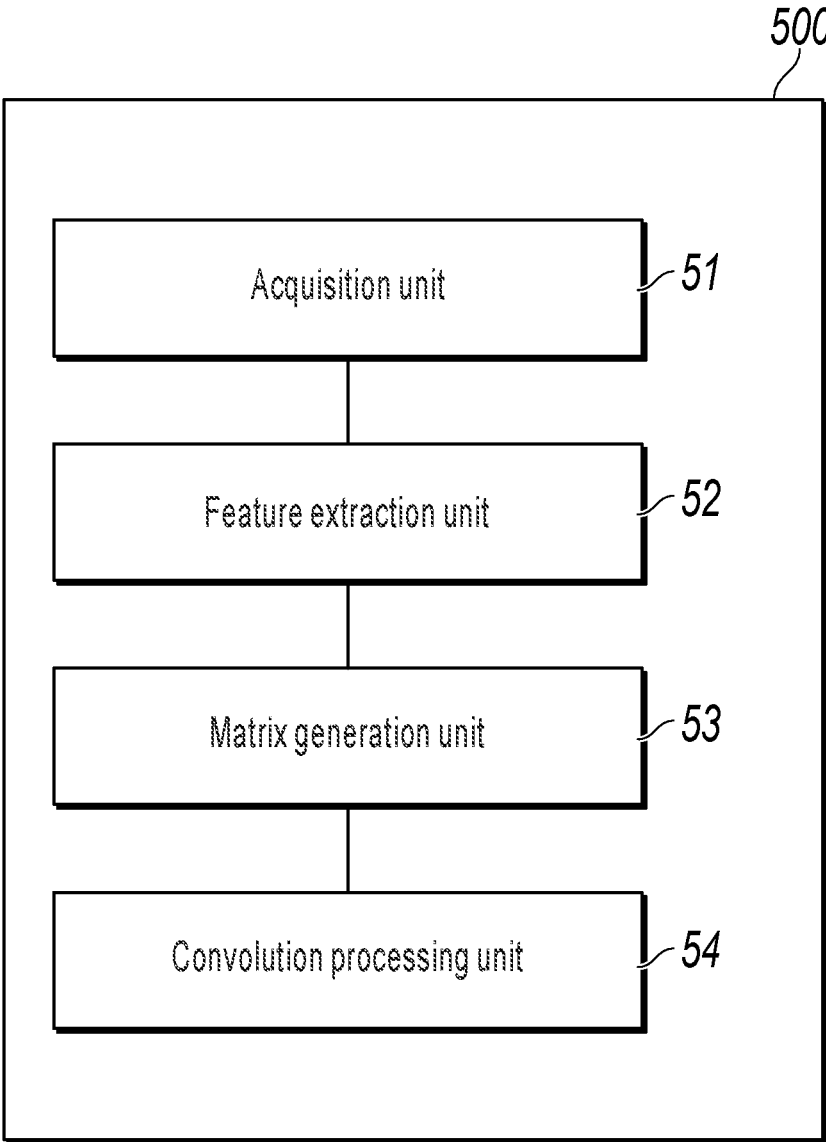 500
Acquisition unit
51
Feature extraction unit
52
Matrix generation unit
53
Convolution processing unit
54